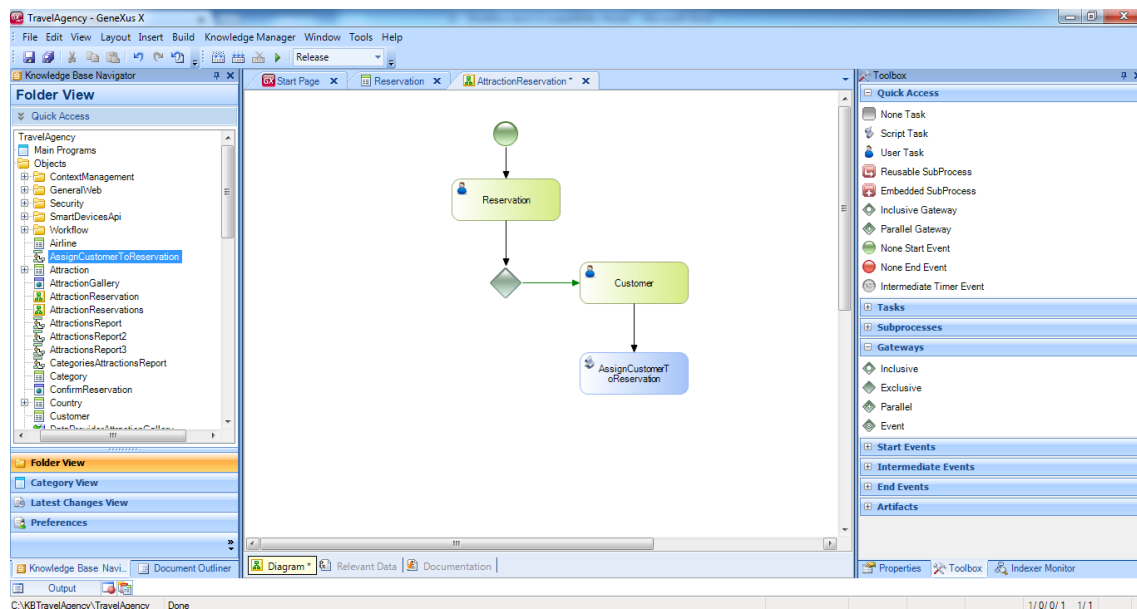 TravelAgency - GeneXus X
File Edit View Layout Insert Build Knowledge Manager Window Tools Help
Release
Knowledge Base Navigator
Folder View
Quick Access
TravelAgency
Main Programs
Objects
ContextManagement
GeneralWeb
Security
SmartDevicesApi
Workflow
Airline
AssignCustomerToReservation
Attraction
AttractionGallery
AttractionReservation
AttractionReservations
AttractionsReport
AttractionsReport2
AttractionsReport3
CategoriesAttractionsReport
Category
ConfirmReservation
Country
Customer
DataProviderAttractionGallery
Folder View
Category View
Latest Changes View
Preferences
Knowledge Base Navi...
Document Outliner
Start Page
Reservation
AttractionReservation *
Reservation
Customer
AssignCustomerT
oReservation
Diagram *
Relevant Data
Documentation
Toolbox
Quick Access
None Task
Script Task
User Task
Reusable SubProcess
Embedded SubProcess
Inclusive Gateway
Parallel Gateway
None Start Event
None End Event
Intermediate Timer Event
Tasks
Subprocesses
Gateways
Inclusive
Exclusive
Parallel
Event
Start Events
Intermediate Events
End Events
Artifacts
Properties
Toolbox
Indexer Monitor
Output
C:\KBTravelAgency\TravelAgency Done
1/ 0/ 0/ 1 1/ 1